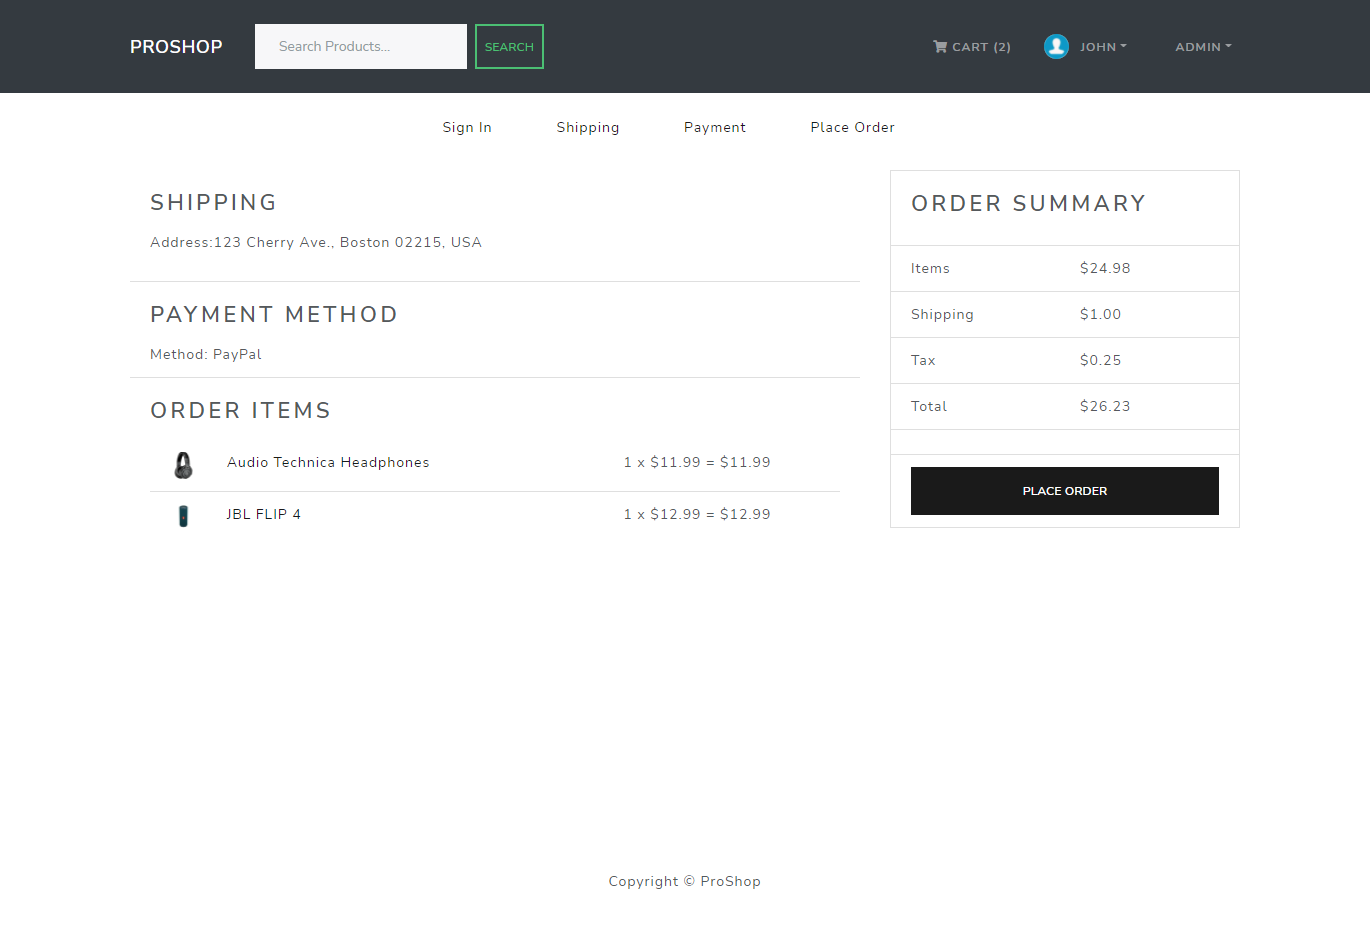 PROSHOP
Search Products...
SEARCH
CART (2)
JOHN
ADMIN
Sign In
Shipping
Payment
Place Order
SHIPPING
Address:123 Cherry Ave., Boston 02215, USA
PAYMENT METHOD
Method: PayPal
ORDER ITEMS
Audio Technica Headphones
1 x $11.99 = $11.99
JBL FLIP 4
1 x $12.99 = $12.99
ORDER SUMMARY
Items $24.98
Shipping $1.00
Tax $0.25
Total $26.23
PLACE ORDER
Copyright © ProShop